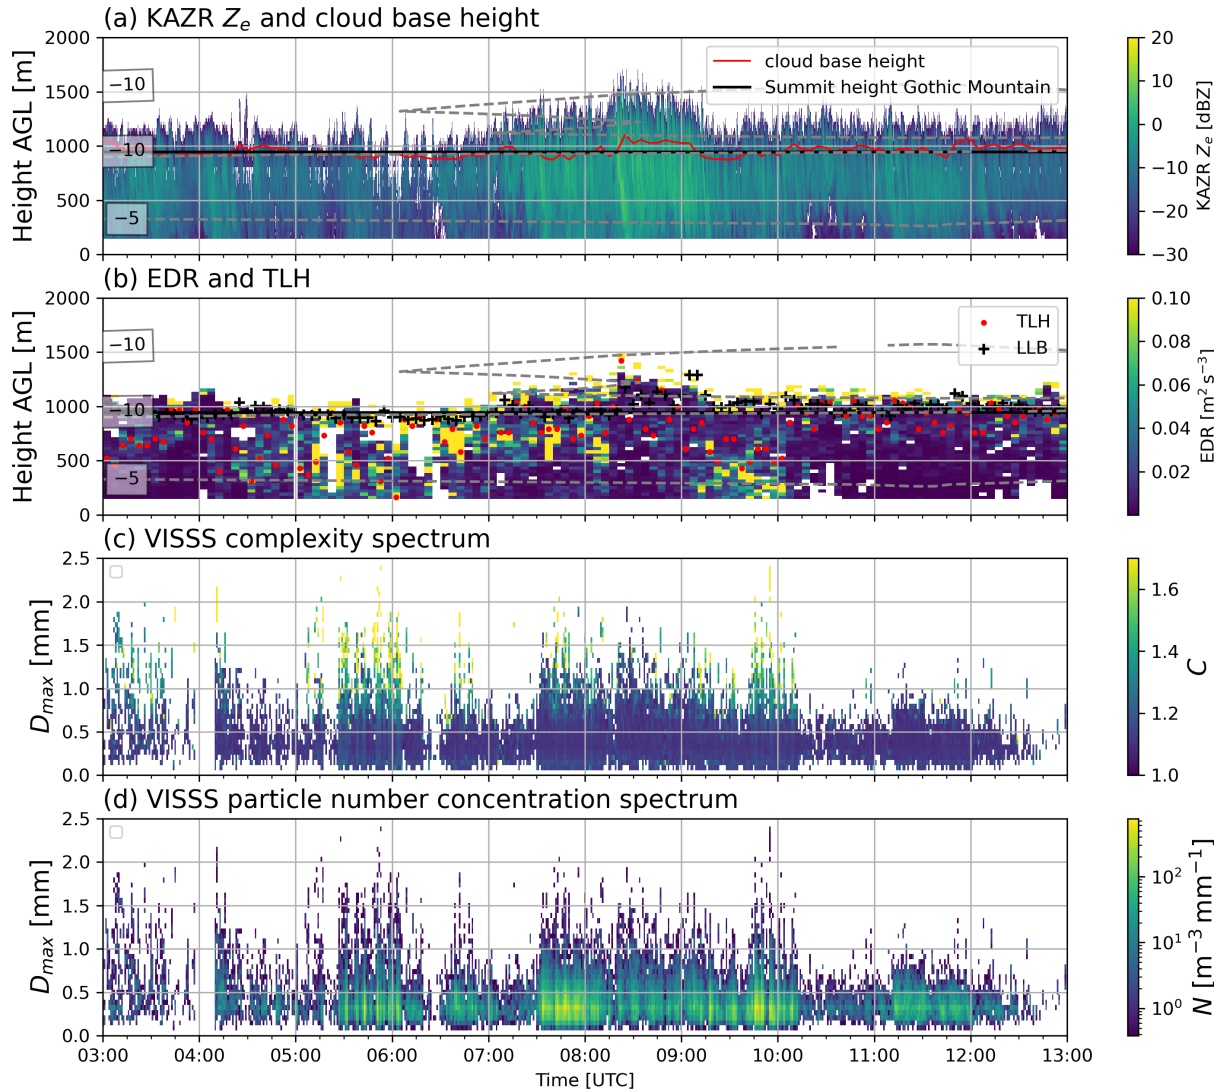 (a) KAZR Ze and cloud base height
Height AGL [m]
2000
1500
1000
500
0
−10
−10
−5
cloud base height
Summit height Gothic Mountain
20
10
0
−10
−20
−30
KAZR Ze [dBZ]
(b) EDR and TLH
Height AGL [m]
2000
1500
1000
500
0
−10
−10
−5
TLH
LLB
0.10
0.08
0.06
0.04
0.02
EDR [m² s⁻³]
(c) VISSS complexity spectrum
Dmax [mm]
2.5
2.0
1.5
1.0
0.5
0.0
1.6
1.4
1.2
1.0
C
(d) VISSS particle number concentration spectrum
Dmax [mm]
2.5
2.0
1.5
1.0
0.5
0.0
10²
10¹
10⁰
N [m⁻³ mm⁻¹]
03:00 04:00 05:00 06:00 07:00 08:00 09:00 10:00 11:00 12:00 13:00
Time [UTC]